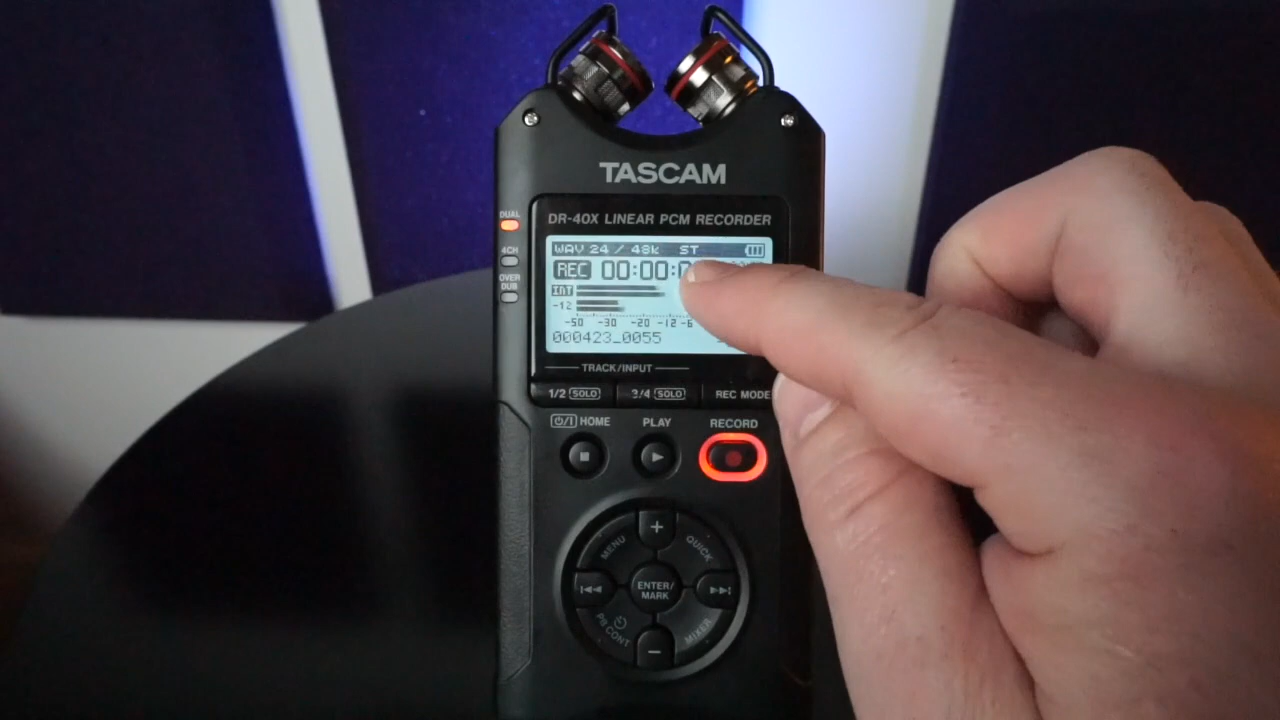 TASCAM
DR-40X LINEAR PCM RECORDER
DUAL
4CH
OVER
DUB
WAV 24 / 48k ST
REC 00:00:0
INT
-12
-50 -30 -20 -12 -6
000423_0055
TRACK/INPUT
1/2 SOLO 3/4 SOLO REC MODE
⏻/I HOME PLAY RECORD
+
MENU QUICK
ENTER/
MARK
PB CONT MIXER
−